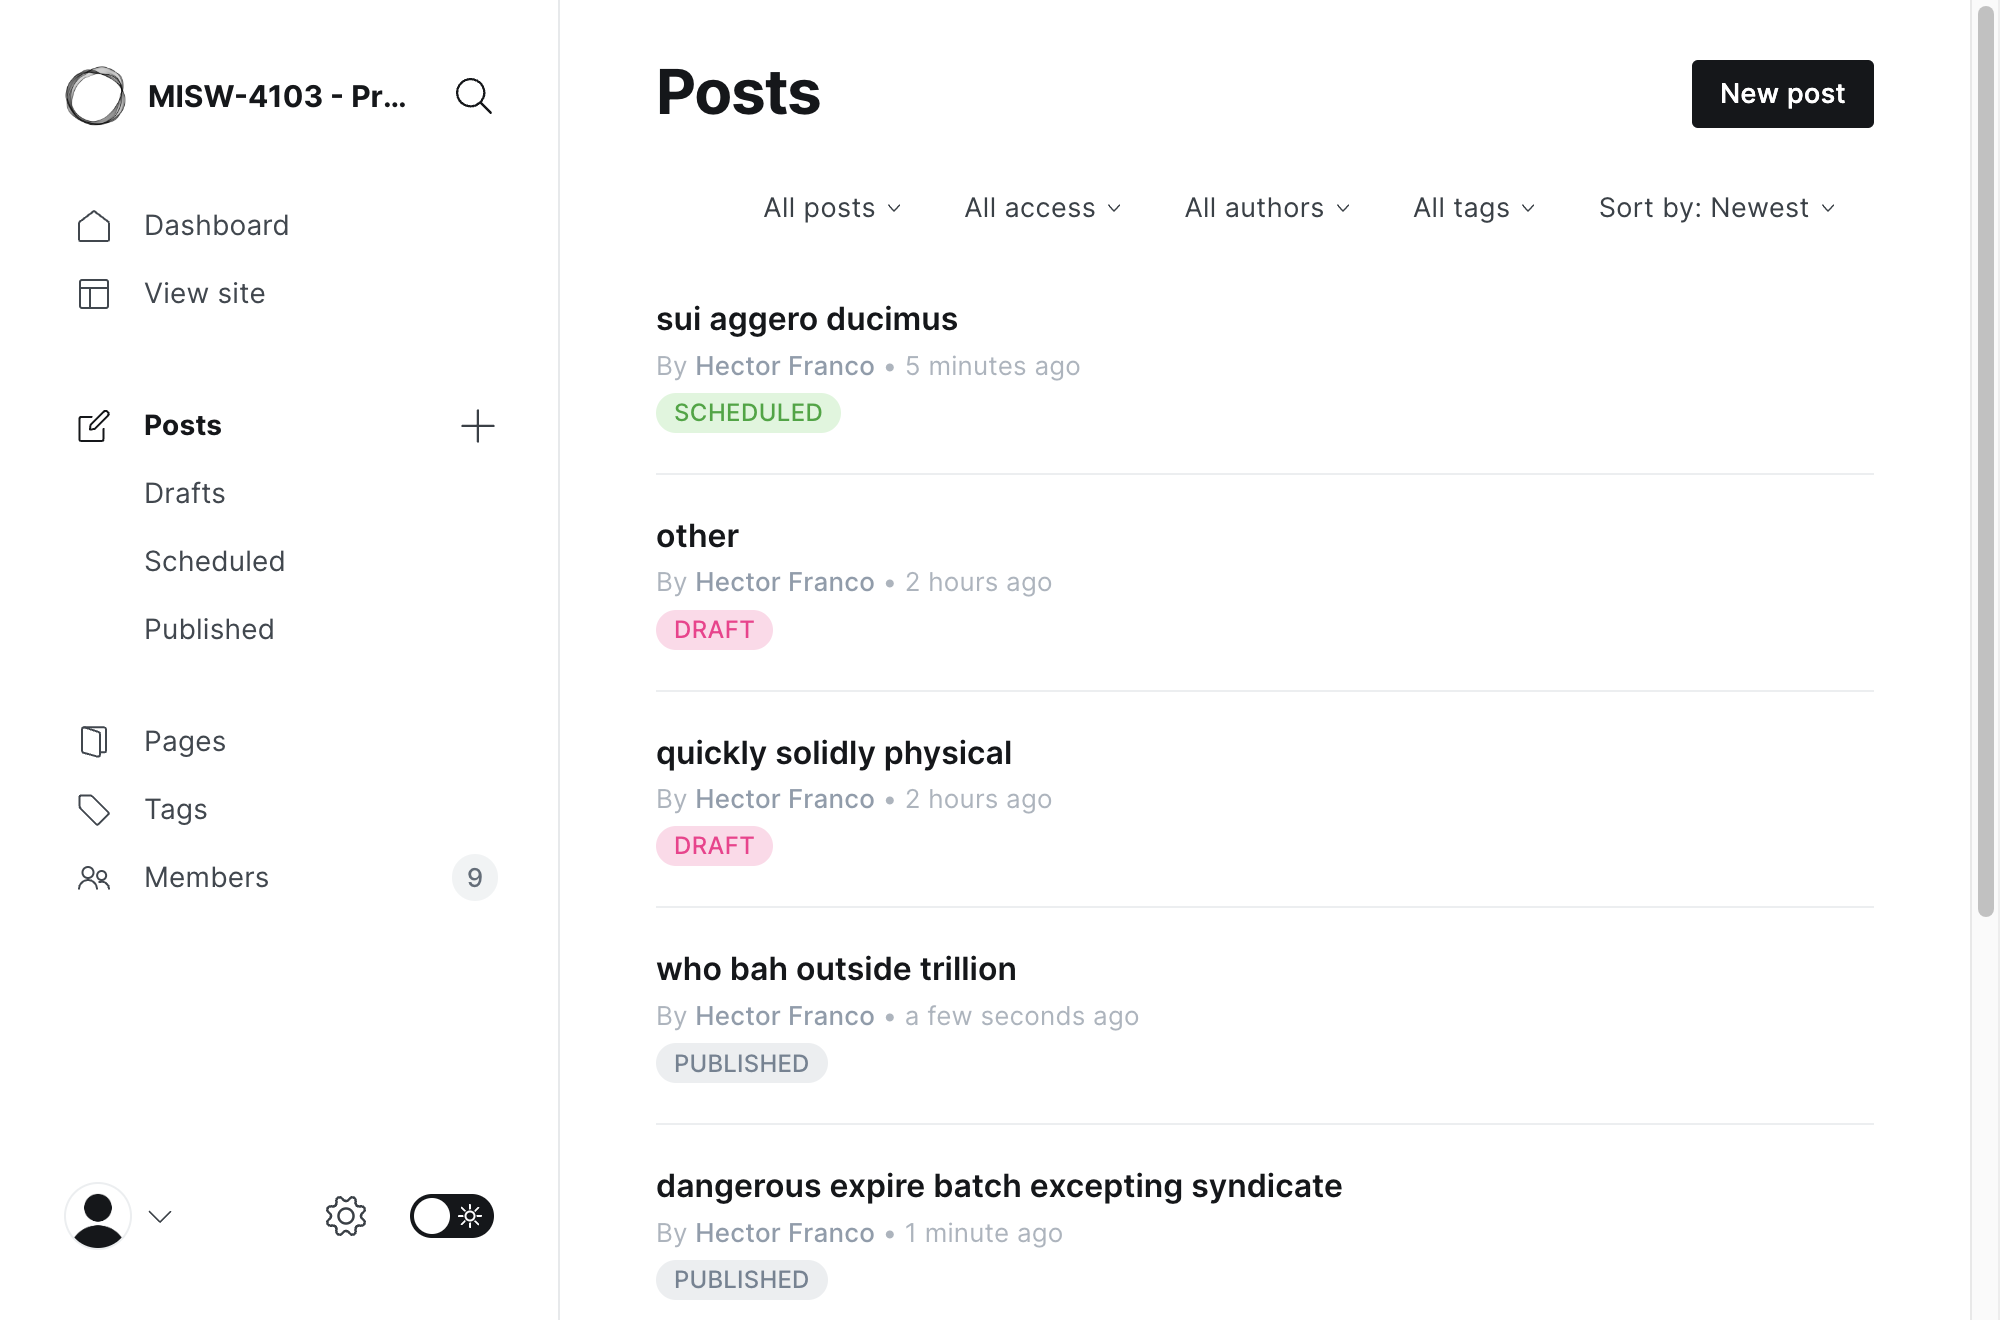 MISW-4103 - Pr...
Dashboard
View site
Posts
Drafts
Scheduled
Published
Pages
Tags
Members 9
Posts
New post
All posts All access All authors All tags Sort by: Newest
sui aggero ducimus
By Hector Franco • 5 minutes ago
SCHEDULED
other
By Hector Franco • 2 hours ago
DRAFT
quickly solidly physical
By Hector Franco • 2 hours ago
DRAFT
who bah outside trillion
By Hector Franco • a few seconds ago
PUBLISHED
dangerous expire batch excepting syndicate
By Hector Franco • 1 minute ago
PUBLISHED